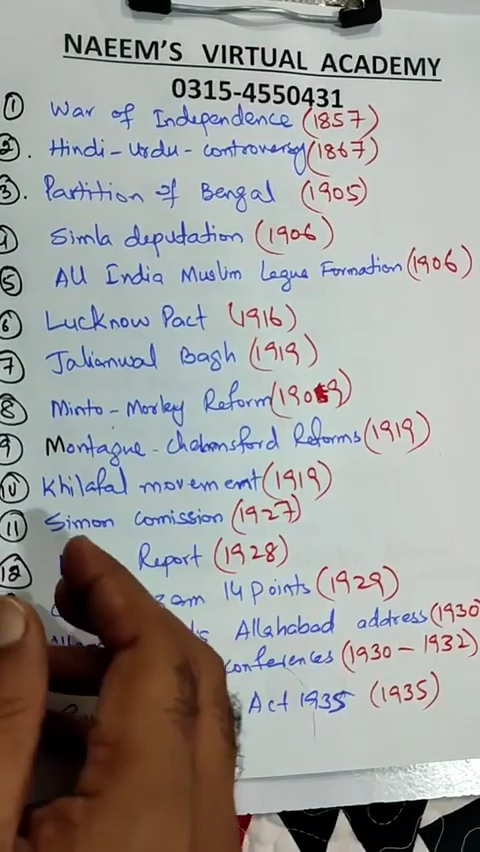 NAEEM'S VIRTUAL ACADEMY
0315-4550431
① War of Independence (1857)
②. Hindi-Urdu-controversy (1867)
③. Partition of Bengal (1905)
④ Simla deputation (1906)
⑤ All India Muslim Legue Formation (1906)
⑥ Lucknow Pact (1916)
⑦ Jalianwal Bagh (1919)
⑧ Minto-Morley Reform (1909)
⑨ Montague-Chelmsford Reforms (1919)
⑩ Khilafat movement (1919)
⑪ Simon comission (1927)
⑫ Report (1928)
14 Points (1929)
Allahabad address (1930
conferences (1930-1932)
Act 1935 (1935)